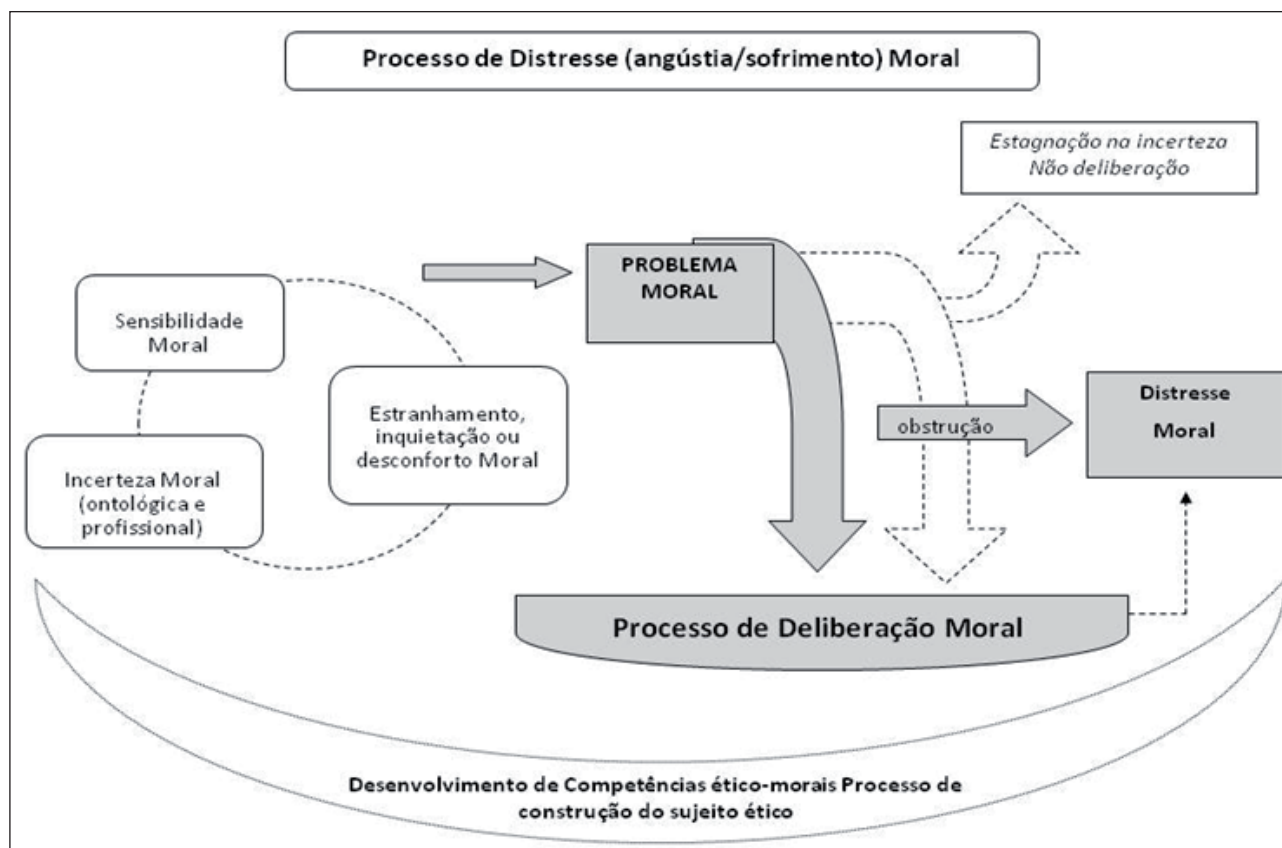 Processo de Distresse (angústia/sofrimento) Moral
Estagnação na incerteza
Não deliberação
PROBLEMA
MORAL
Sensibilidade
Moral
Estranhamento,
inquietação ou
desconforto Moral
Incerteza Moral
(ontológica e
profissional)
obstrução
Distresse
Moral
Processo de Deliberação Moral
Desenvolvimento de Competências ético-morais Processo de
construção do sujeito ético